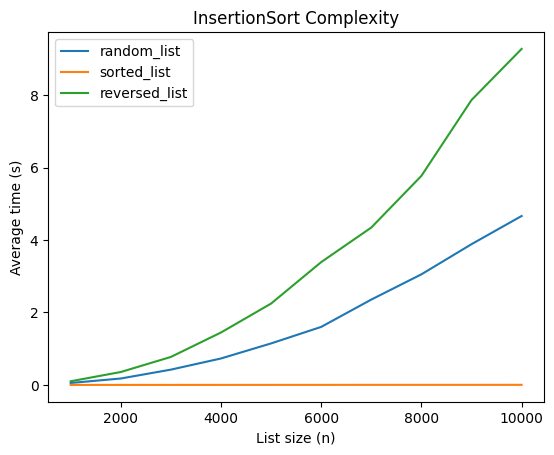 InsertionSort Complexity
random_list
sorted_list
reversed_list
Average time (s)
8
6
4
2
0
2000 4000 6000 8000 10000
List size (n)